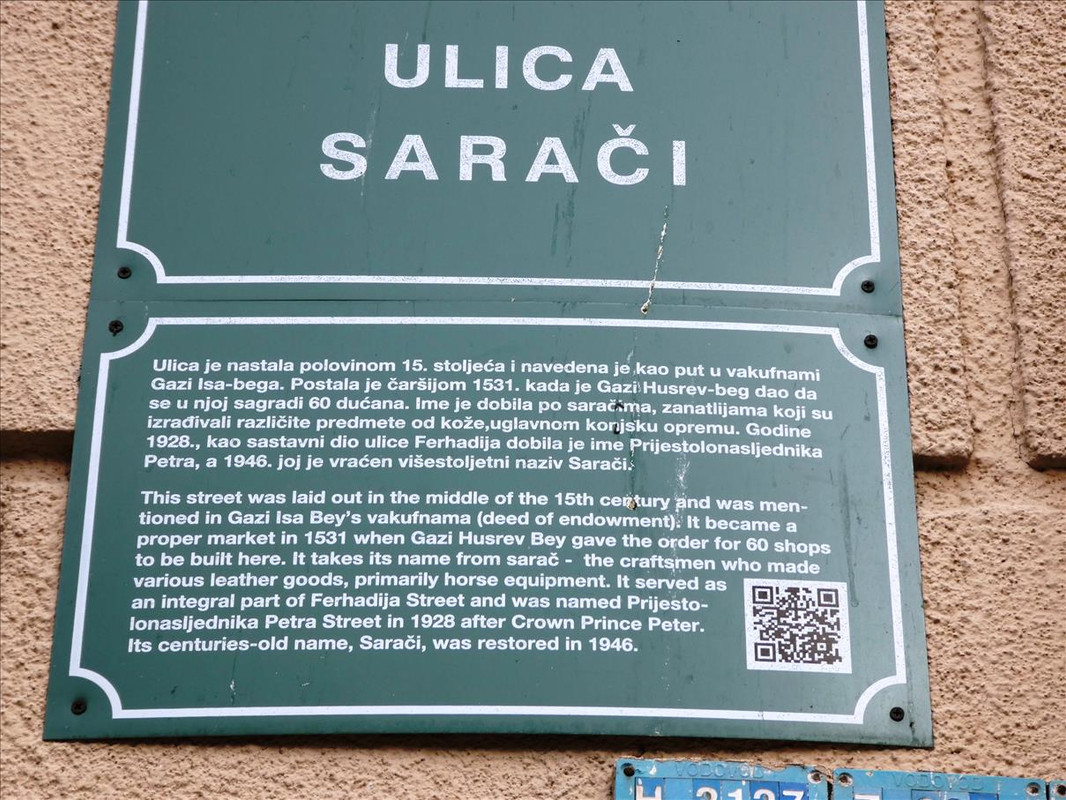 ULICA
SARAČI
Ulica je nastala polovinom 15. stoljeća i navedena je kao put u vakufnami
Gazi Isa-bega. Postala je čaršijom 1531. kada je Gazi Husrev-beg dao da
se u njoj sagradi 60 dućana. Ime je dobila po saračima, zanatlijama koji su
izrađivali različite predmete od kože,uglavnom konjsku opremu. Godine
1928., kao sastavni dio ulice Ferhadija dobila je ime Prijestolonasljednika
Petra, a 1946. joj je vraćen višestoljetni naziv Sarači.
This street was laid out in the middle of the 15th century and was men-
tioned in Gazi Isa Bey's vakufnama (deed of endowment). It became a
proper market in 1531 when Gazi Husrev Bey gave the order for 60 shops
to be built here. It takes its name from sarač - the craftsmen who made
various leather goods, primarily horse equipment. It served as
an integral part of Ferhadija Street and was named Prijesto-
lonasljednika Petra Street in 1928 after Crown Prince Peter.
Its centuries-old name, Sarači, was restored in 1946.
VODOVOD VODOVOD
H 3137